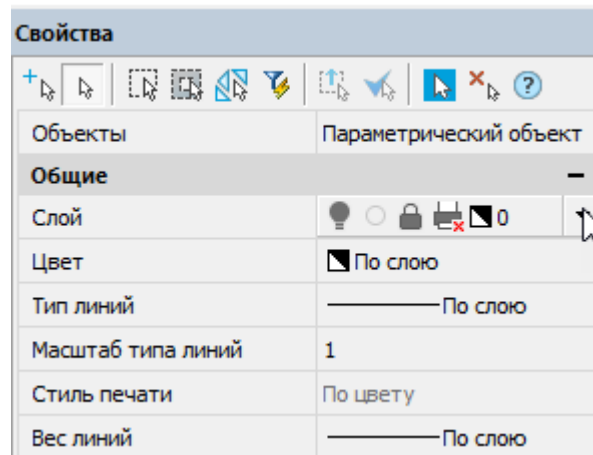 Свойства
Объекты Параметрический объект
Общие
Слой 0
Цвет По слою
Тип линий По слою
Масштаб типа линий 1
Стиль печати По цвету
Вес линий По слою